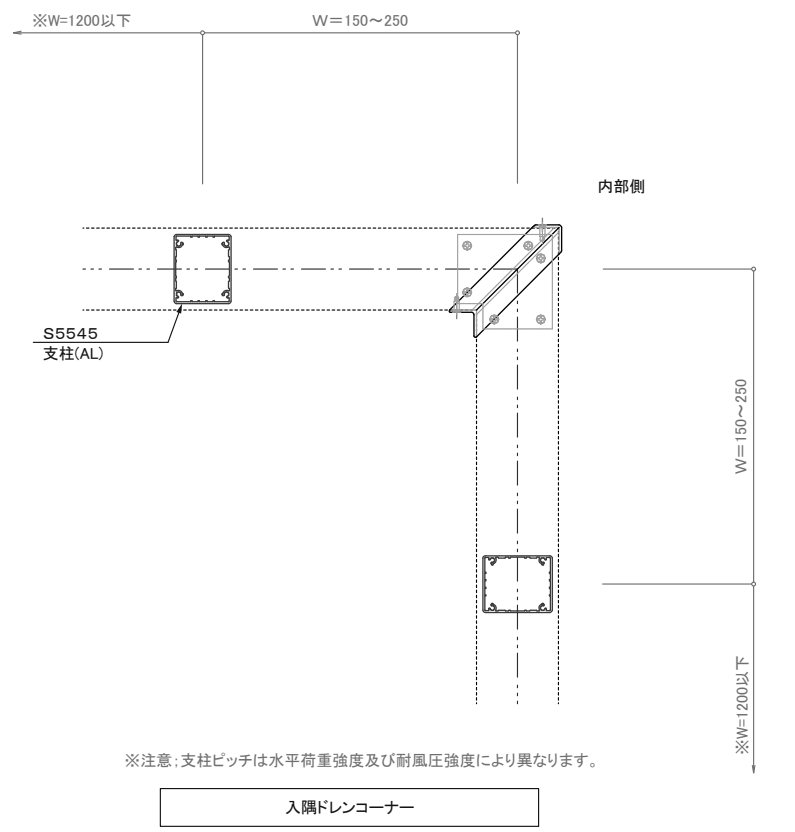 ※W=1200以下
W=150~250
内部側
S5545
支柱(AL)
W=150~250
※W=1200以下
※注意;支柱ピッチは水平荷重強度及び耐風圧強度により異なります。
入隅ドレンコーナー